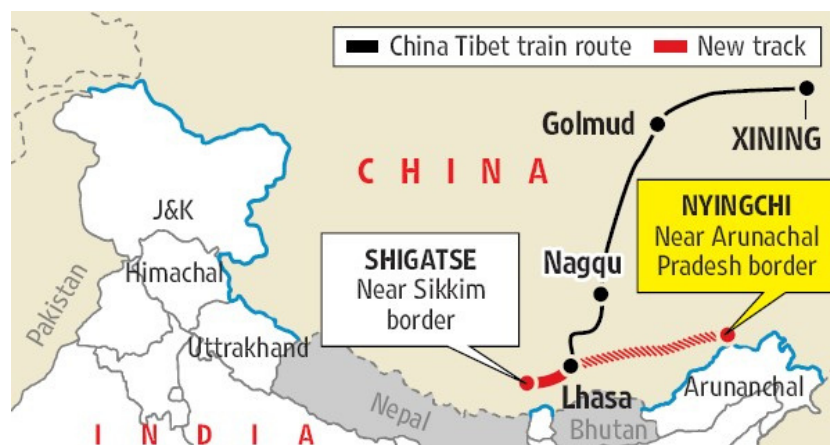 China Tibet train route
New track
Golmud
XINING
C H I N A
NYINGCHI
Near Arunachal
Pradesh border
J&K
SHIGATSE
Near Sikkim
border
Nagqu
Himachal
Pakistan
Uttrakhand
Lhasa
Arunanchal
Nepal
Bhutan
I N D I A